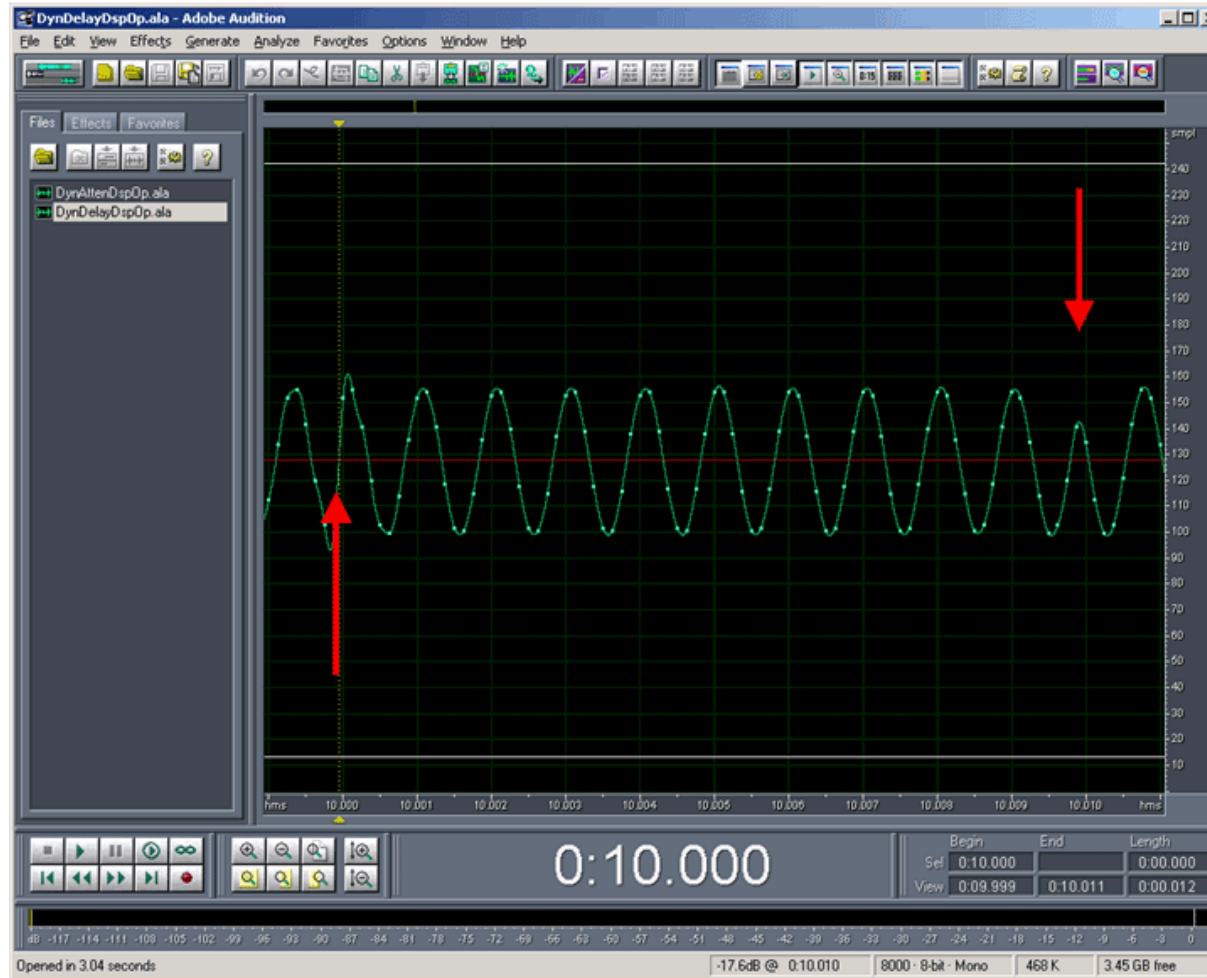 DynDelayDspOp.ala - Adobe Audition
File Edit View Effects Generate Analyze Favorites Options Window Help
Files Effects Favorites
DynAttenDspOp.ala
DynDelayDspOp.ala
smpl
240
230
220
210
200
190
180
170
160
150
140
130
120
110
100
90
80
70
60
50
40
30
20
10
hms 10.000 10.001 10.002 10.003 10.004 10.005 10.006 10.007 10.008 10.009 10.010 hms
0:10.000
Begin End Length
Sel 0:10.000 0:00.000
View 0:09.999 0:10.011 0:00.012
dB -117 -114 -111 -108 -105 -102 -99 -96 -93 -90 -87 -84 -81 -78 -75 -72 -69 -66 -63 -60 -57 -54 -51 -48 -45 -42 -39 -36 -33 -30 -27 -24 -21 -18 -15 -12 -9 -6 -3 0
Opened in 3.04 seconds -17.6dB @ 0:10.010 8000 · 8-bit · Mono 468 K 3.45 GB free